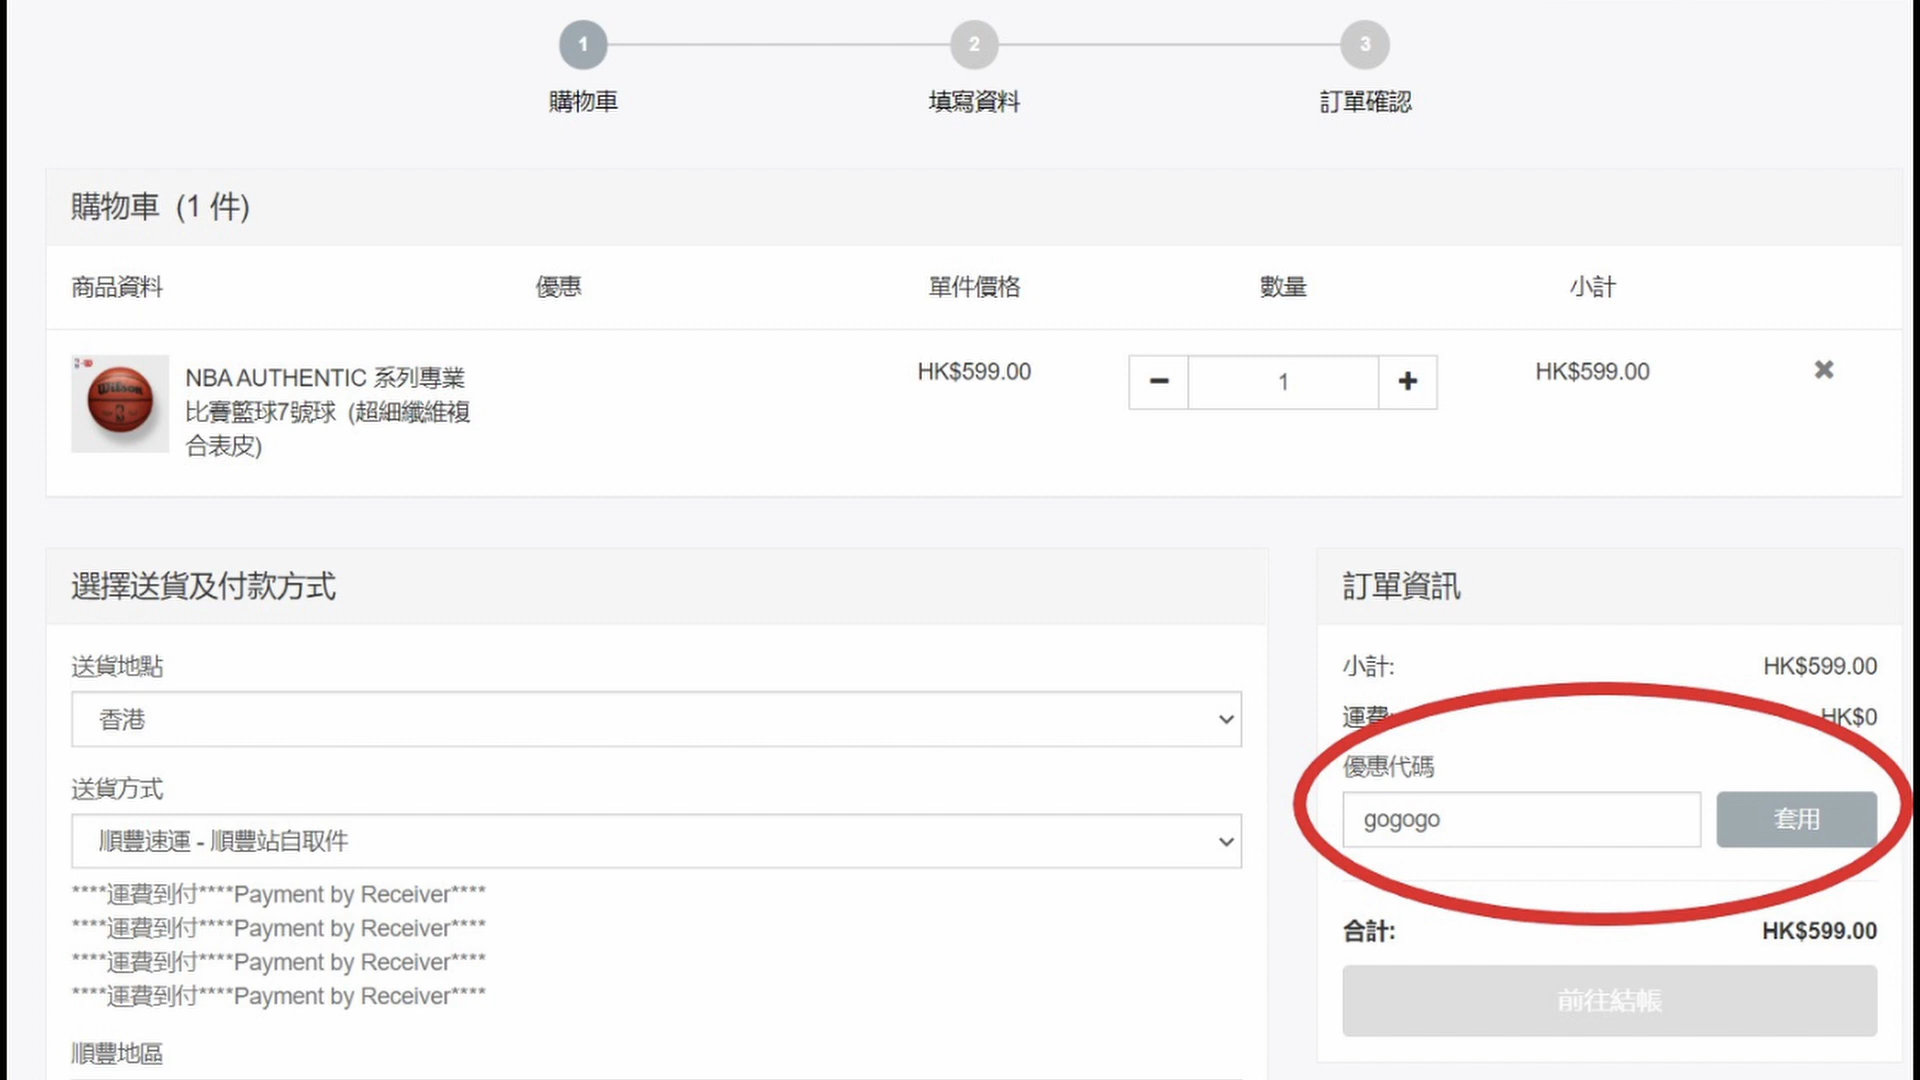 1
2
3
購物車
填寫資料
訂單確認
購物車 (1 件)
商品資料
優惠
單件價格
數量
小計
Wilson
NBA AUTHENTIC 系列專業
比賽籃球7號球 (超細纖維複
合表皮)
HK$599.00
1
HK$599.00
選擇送貨及付款方式
送貨地點
香港
送貨方式
順豐速運 - 順豐站自取件
****運費到付****Payment by Receiver****
****運費到付****Payment by Receiver****
****運費到付****Payment by Receiver****
****運費到付****Payment by Receiver****
順豐地區
訂單資訊
小計: HK$599.00
運費: HK$0
優惠代碼
gogogo
套用
合計: HK$599.00
前往結帳